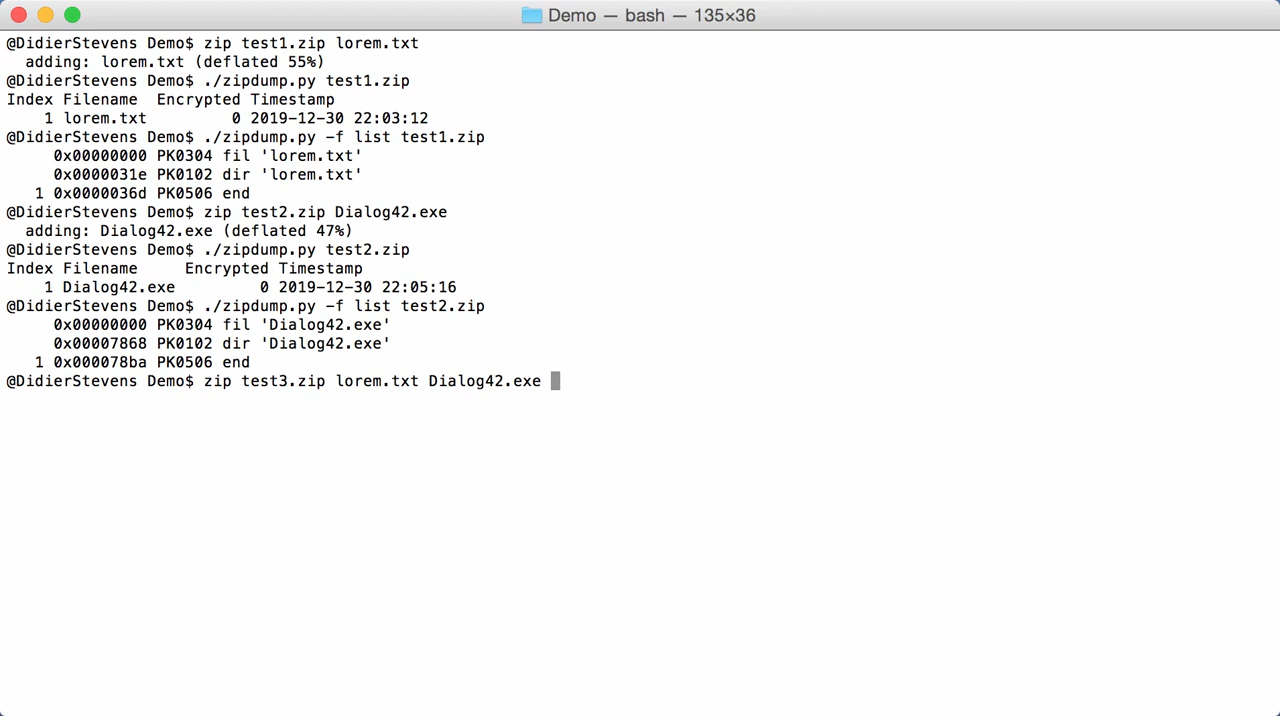 Demo — bash — 135×36
@DidierStevens Demo$ zip test1.zip lorem.txt
  adding: lorem.txt (deflated 55%)
@DidierStevens Demo$ ./zipdump.py test1.zip
Index Filename  Encrypted Timestamp
    1 lorem.txt         0 2019-12-30 22:03:12
@DidierStevens Demo$ ./zipdump.py -f list test1.zip
     0x00000000 PK0304 fil 'lorem.txt'
     0x0000031e PK0102 dir 'lorem.txt'
   1 0x0000036d PK0506 end
@DidierStevens Demo$ zip test2.zip Dialog42.exe
  adding: Dialog42.exe (deflated 47%)
@DidierStevens Demo$ ./zipdump.py test2.zip
Index Filename     Encrypted Timestamp
    1 Dialog42.exe         0 2019-12-30 22:05:16
@DidierStevens Demo$ ./zipdump.py -f list test2.zip
     0x00000000 PK0304 fil 'Dialog42.exe'
     0x00007868 PK0102 dir 'Dialog42.exe'
   1 0x000078ba PK0506 end
@DidierStevens Demo$ zip test3.zip lorem.txt Dialog42.exe